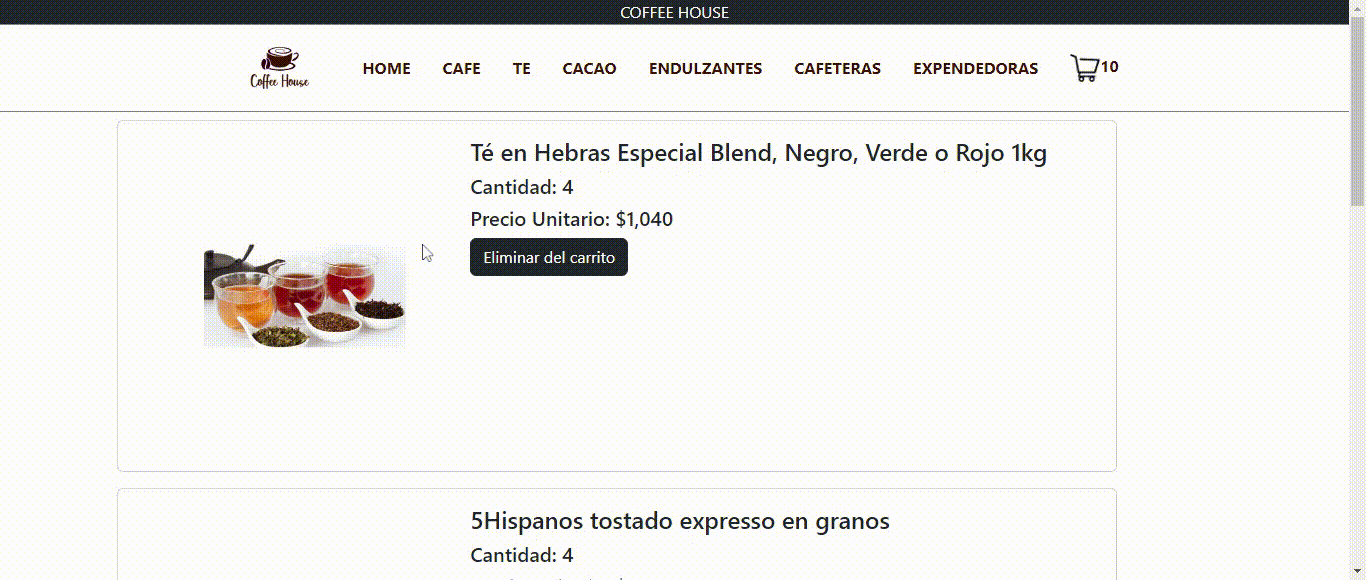 COFFEE HOUSE
Coffee House
HOME CAFE TE CACAO ENDULZANTES CAFETERAS EXPENDEDORAS 10
Té en Hebras Especial Blend, Negro, Verde o Rojo 1kg
Cantidad: 4
Precio Unitario: $1,040
Eliminar del carrito
5Hispanos tostado expresso en granos
Cantidad: 4